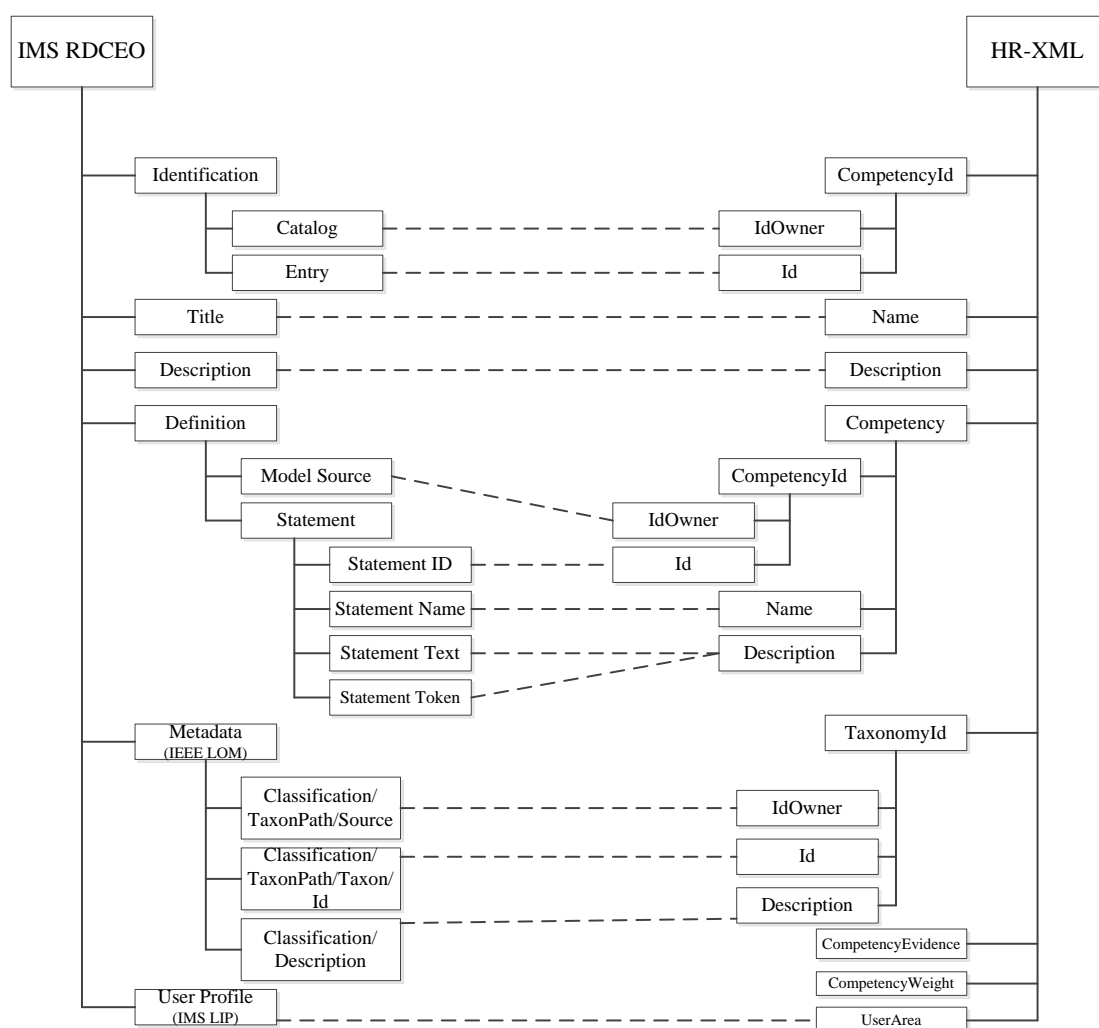 IMS RDCEO
HR-XML
Identification
CompetencyId
Catalog
IdOwner
Entry
Id
Title
Name
Description
Description
Definition
Competency
Model Source
CompetencyId
Statement
IdOwner
Statement ID
Id
Statement Name
Name
Statement Text
Description
Statement Token
Metadata
(IEEE LOM)
TaxonomyId
Classification/
TaxonPath/Source
IdOwner
Classification/
TaxonPath/Taxon/
Id
Id
Description
Classification/
Description
CompetencyEvidence
CompetencyWeight
User Profile
(IMS LIP)
UserArea